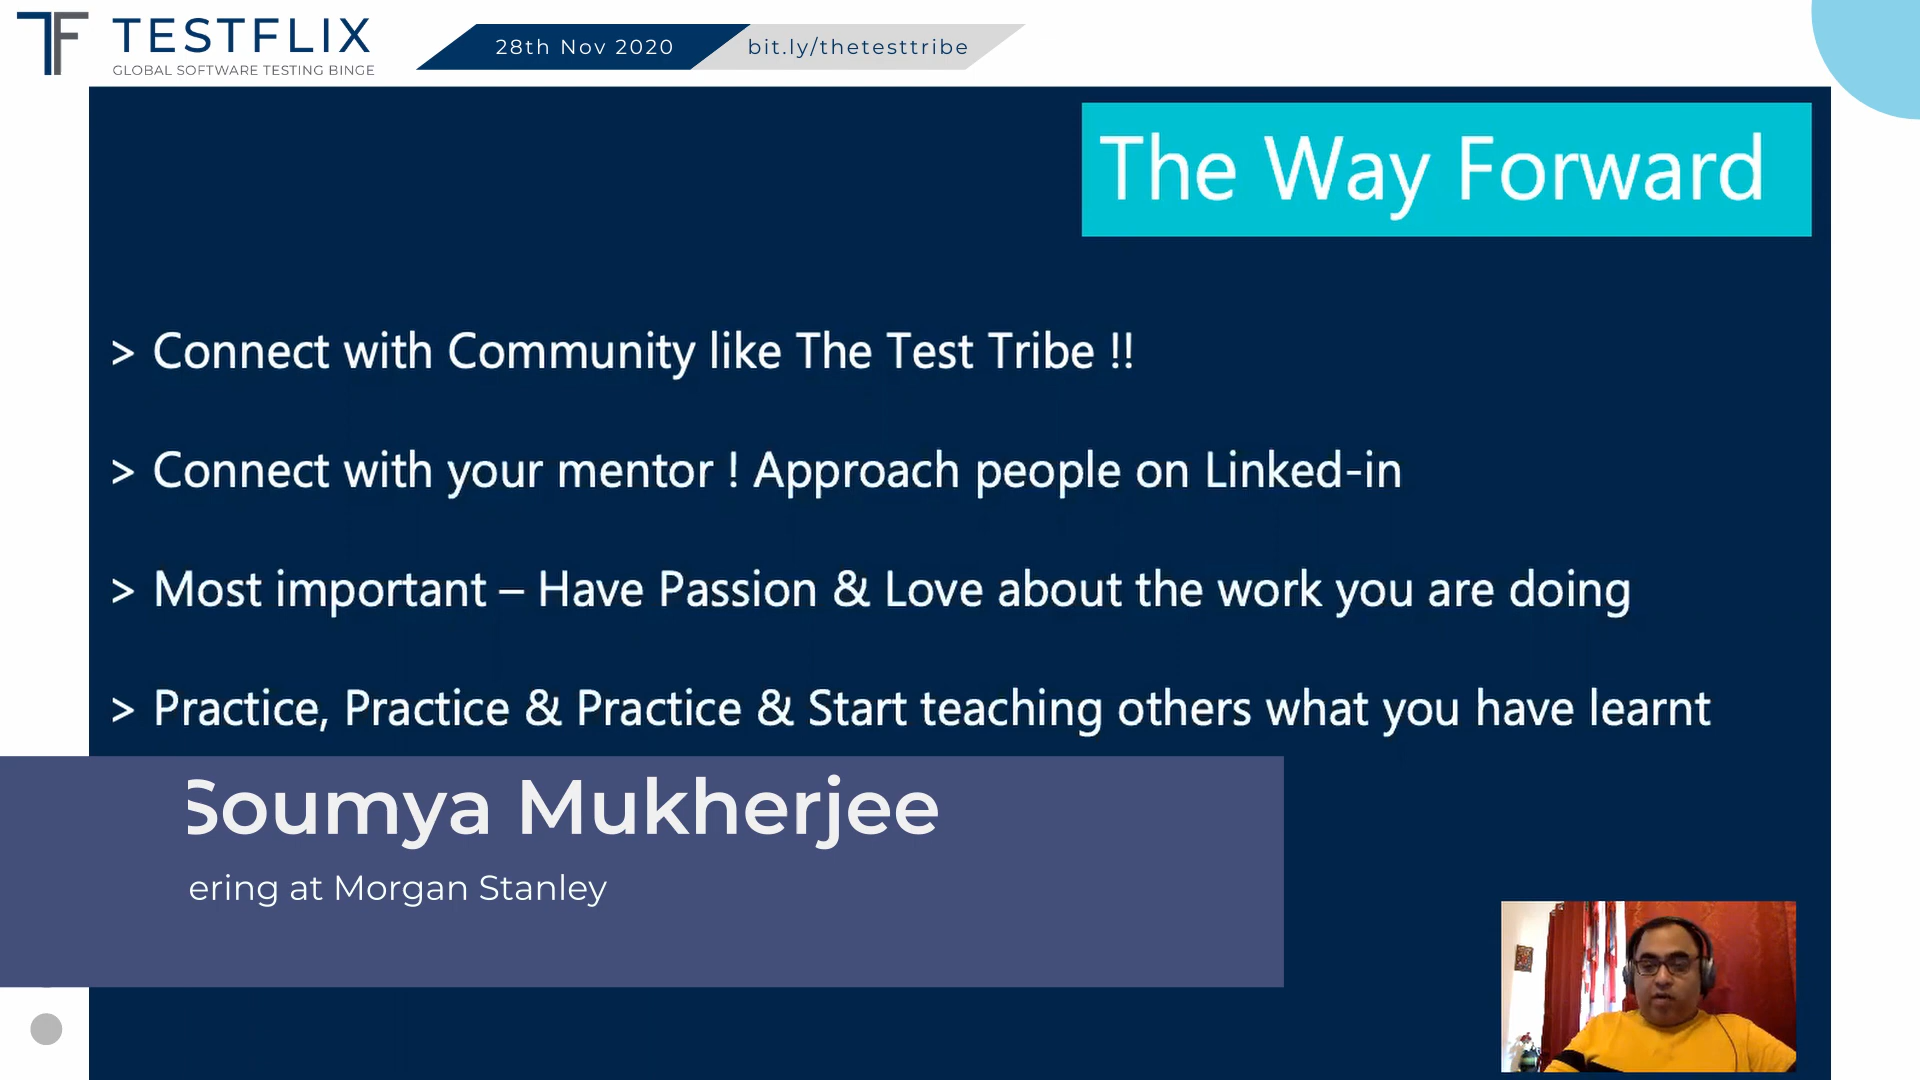 TF TESTFLIX
GLOBAL SOFTWARE TESTING BINGE
28th Nov 2020
bit.ly/thetesttribe
The Way Forward
> Connect with Community like The Test Tribe !!
> Connect with your mentor ! Approach people on Linked-in
> Most important – Have Passion & Love about the work you are doing
> Practice, Practice & Practice & Start teaching others what you have learnt
Soumya Mukherjee
ering at Morgan Stanley